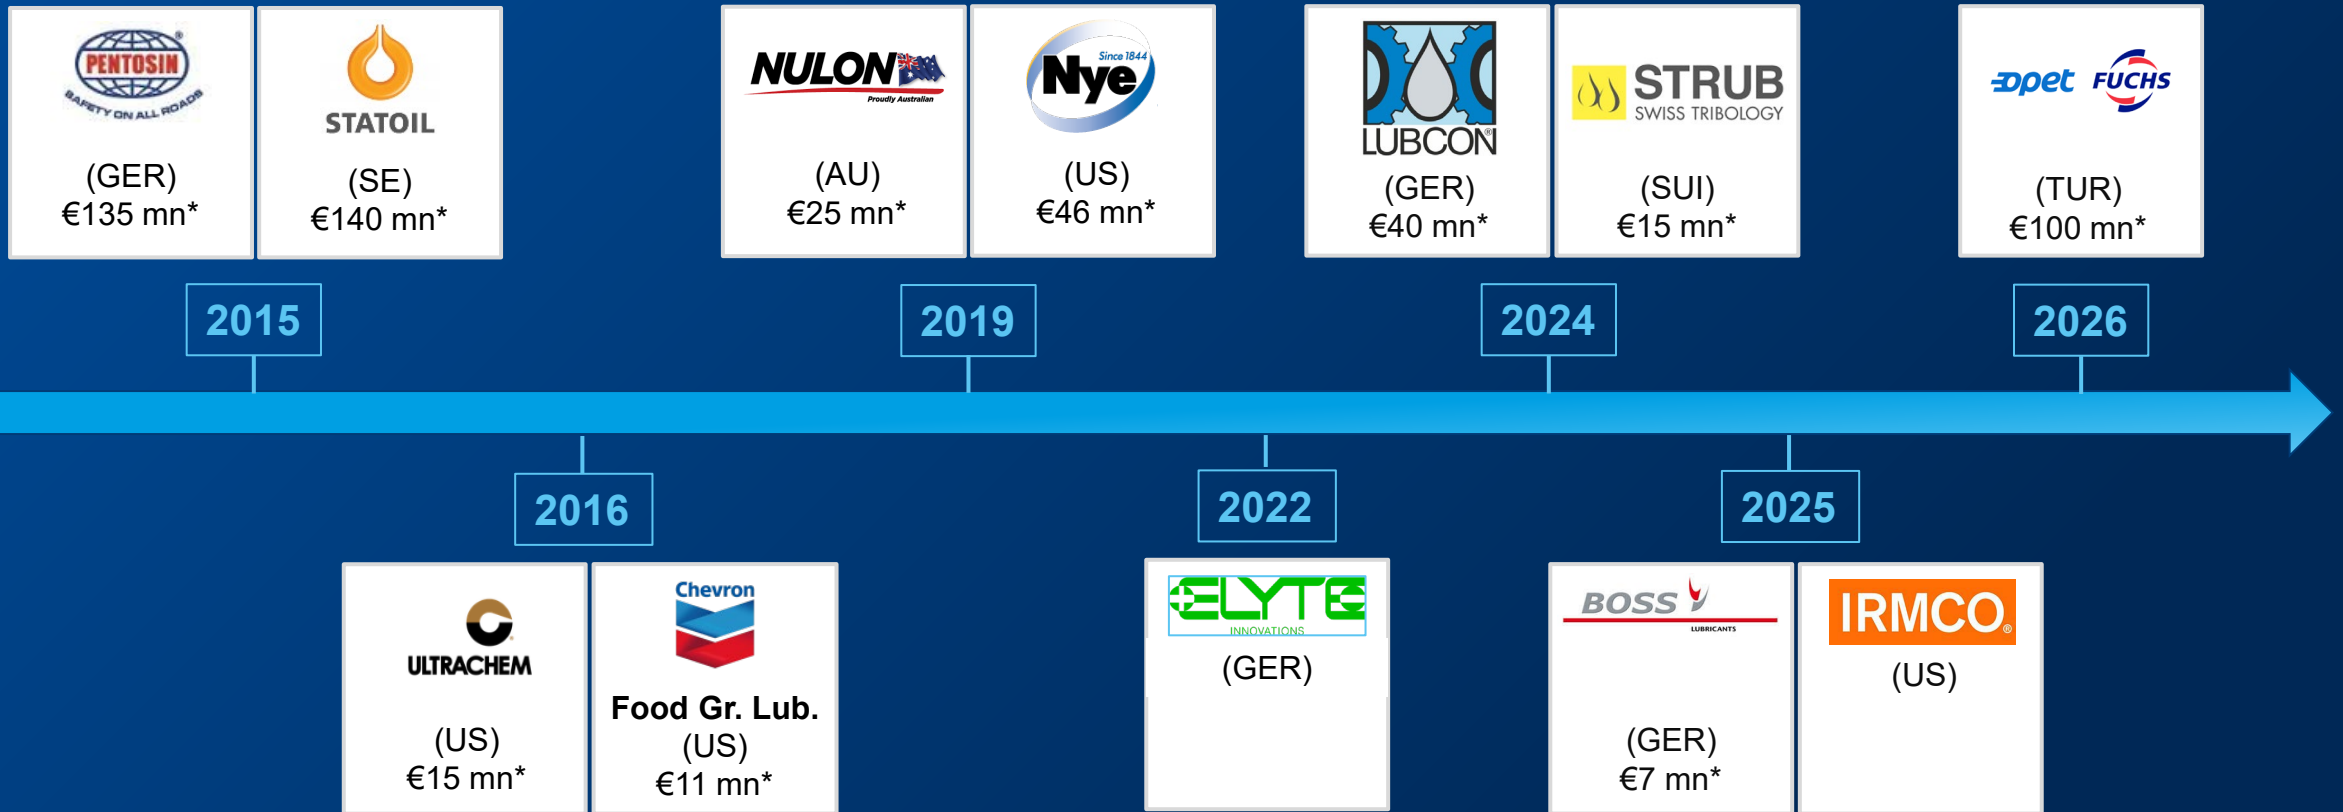 PENTOSIN
SAFETY ON ALL ROADS
(GER)
€135 mn*
STATOIL
(SE)
€140 mn*
NULON
Proudly Australian
(AU)
€25 mn*
Since 1844
Nye
(US)
€46 mn*
LUBCON®
(GER)
€40 mn*
STRUB
SWISS TRIBOLOGY
(SUI)
€15 mn*
opet FUCHS
(TUR)
€100 mn*
2015
2019
2024
2026
2016
2022
2025
ULTRACHEM
(US)
€15 mn*
Chevron
Food Gr. Lub.
(US)
€11 mn*
ELYTE
INNOVATIONS
(GER)
BOSS
LUBRICANTS
(GER)
€7 mn*
IRMCO®
(US)